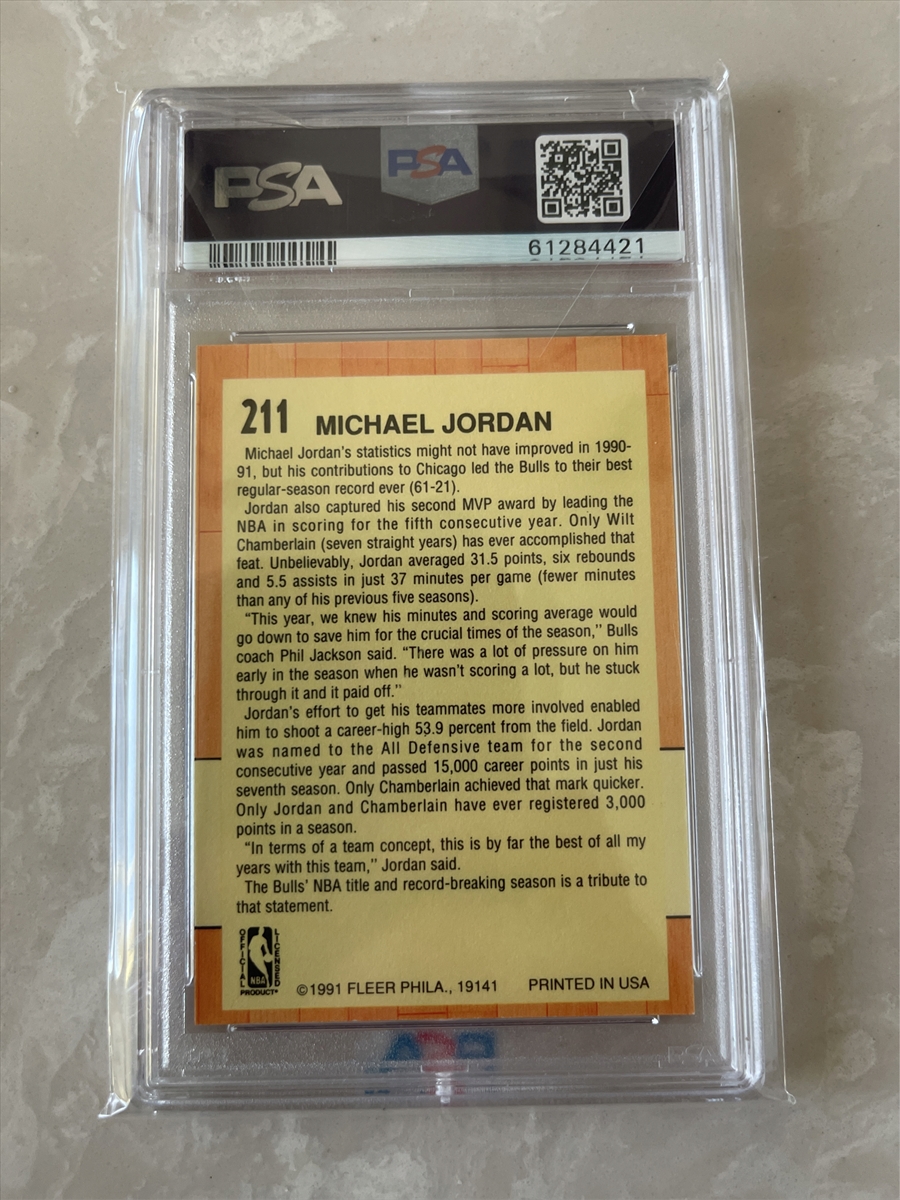 PSA
PSA
61284421
211 MICHAEL JORDAN
Michael Jordan's statistics might not have improved in 1990-
91, but his contributions to Chicago led the Bulls to their best
regular-season record ever (61-21).
Jordan also captured his second MVP award by leading the
NBA in scoring for the fifth consecutive year. Only Wilt
Chamberlain (seven straight years) has ever accomplished that
feat. Unbelievably, Jordan averaged 31.5 points, six rebounds
and 5.5 assists in just 37 minutes per game (fewer minutes
than any of his previous five seasons).
"This year, we knew his minutes and scoring average would
go down to save him for the crucial times of the season," Bulls
coach Phil Jackson said. "There was a lot of pressure on him
early in the season when he wasn't scoring a lot, but he stuck
through it and it paid off."
Jordan's effort to get his teammates more involved enabled
him to shoot a career-high 53.9 percent from the field. Jordan
was named to the All Defensive team for the second
consecutive year and passed 15,000 career points in just his
seventh season. Only Chamberlain achieved that mark quicker.
Only Jordan and Chamberlain have ever registered 3,000
points in a season.
"In terms of a team concept, this is by far the best of all my
years with this team," Jordan said.
The Bulls' NBA title and record-breaking season is a tribute to
that statement.
OFFICIAL LICENSED
NBA
PRODUCT
©1991 FLEER PHILA., 19141 PRINTED IN USA
PSA